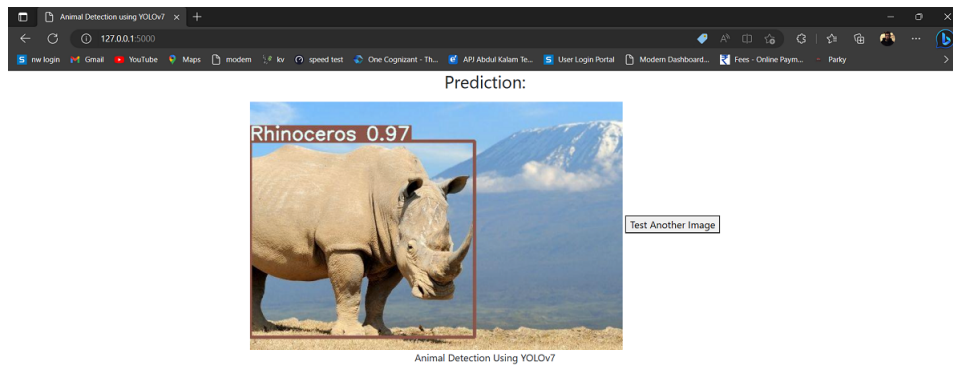 Animal Detection using YOLOv7
127.0.0.1:5000
nw login Gmail YouTube Maps modem kv speed test One Cognizant - Th... APJ Abdul Kalam Te... User Login Portal Modern Dashboard... Fees - Online Paym... Parky
Prediction:
Rhinoceros 0.97
Test Another Image
Animal Detection Using YOLOv7